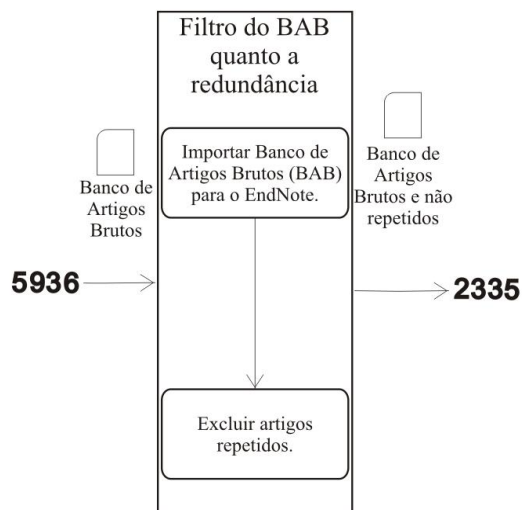 Filtro do BAB
quanto a
redundância
Importar Banco de
Artigos Brutos (BAB)
para o EndNote.
Banco de
Artigos
Brutos
Banco de
Artigos
Brutos e não
repetidos
5936
2335
Excluir artigos
repetidos.